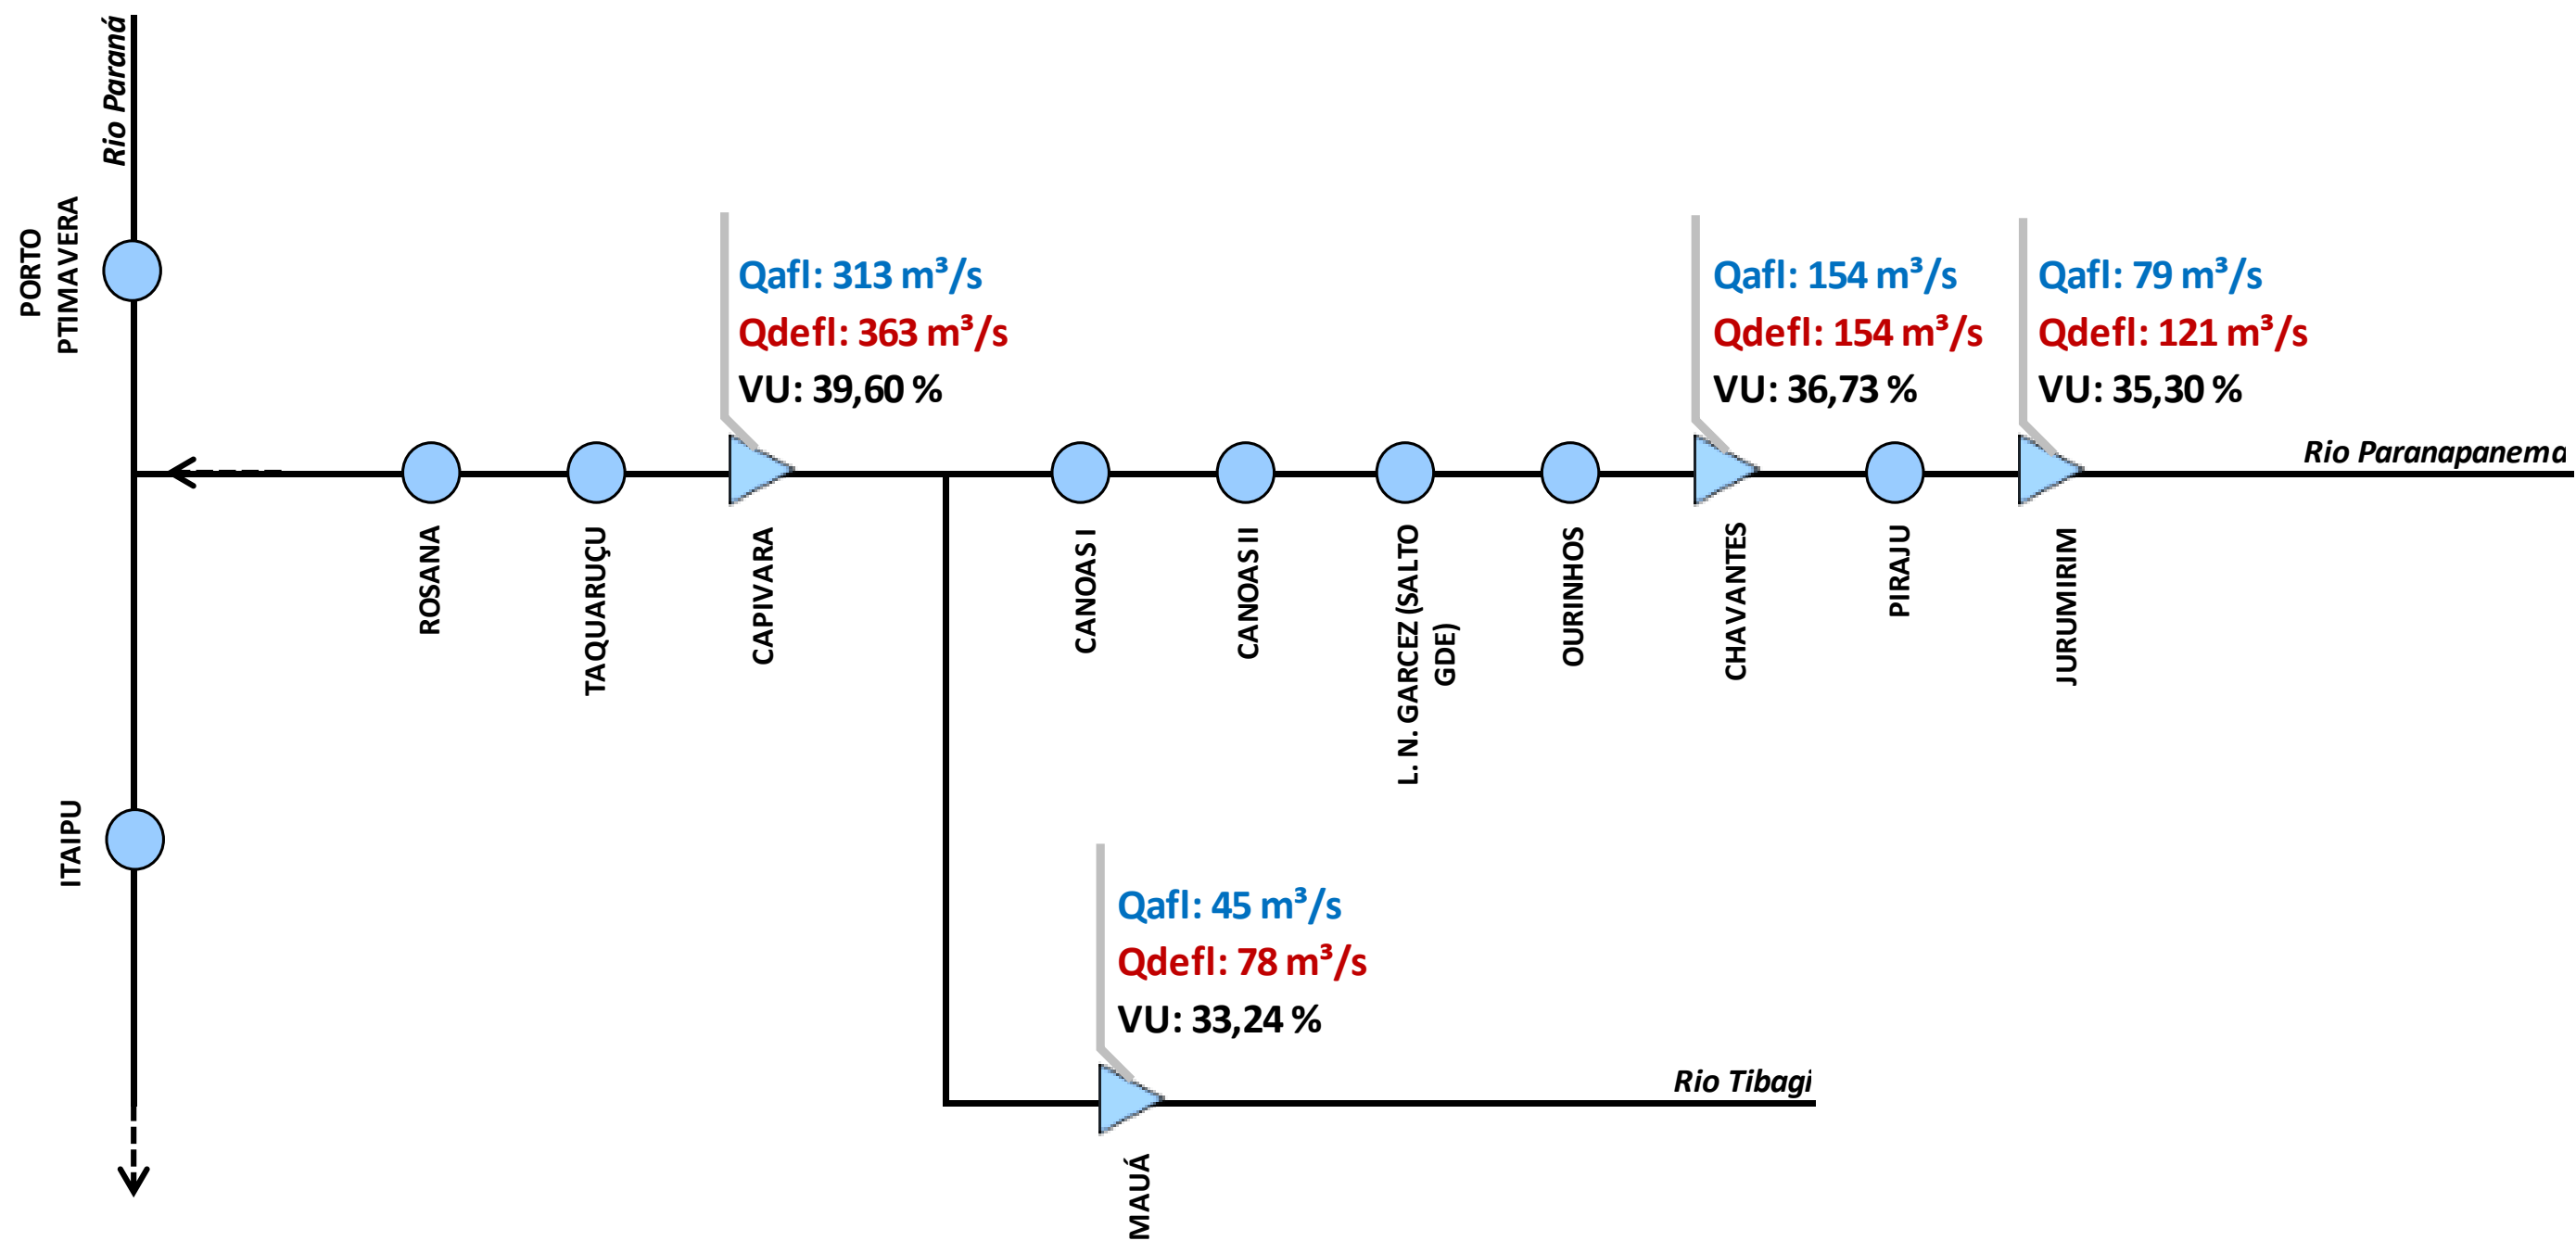 Rio Paraná
PORTO
PTIMAVERA
Qafl: 313 m³/s
Qdefl: 363 m³/s
VU: 39,60 %
Qafl: 154 m³/s
Qdefl: 154 m³/s
VU: 36,73 %
Qafl: 79 m³/s
Qdefl: 121 m³/s
VU: 35,30 %
Rio Paranapanema
ROSANA
TAQUARUÇU
CAPIVARA
CANOAS I
CANOAS II
L. N. GARCEZ (SALTO
GDE)
OURINHOS
CHAVANTES
PIRAJU
JURUMIRIM
ITAIPU
Qafl: 45 m³/s
Qdefl: 78 m³/s
VU: 33,24 %
Rio Tibagi
MAUÁ